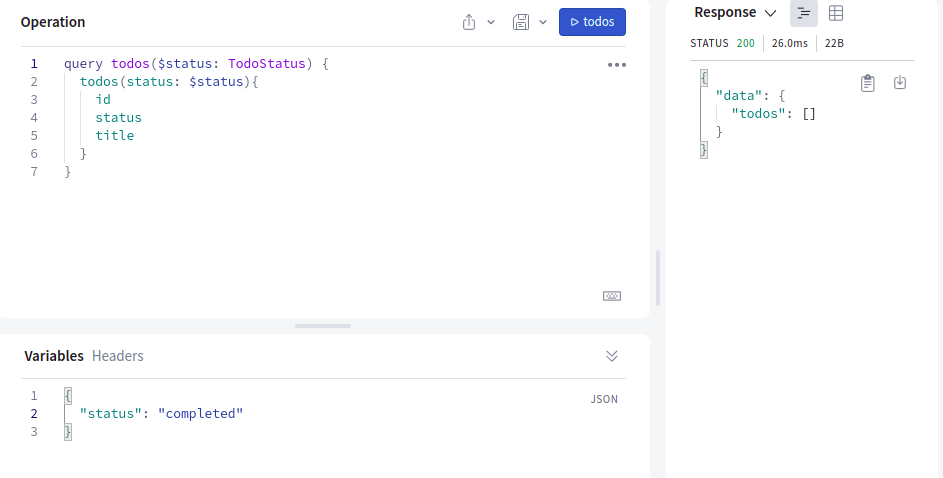 Operation
todos
1 query todos($status: TodoStatus) {
2 todos(status: $status){
3 id
4 status
5 title
6 }
7 }
Variables Headers
JSON
1 {
2 "status": "completed"
3 }
Response
STATUS 200 26.0ms 22B
{
"data": {
"todos": []
}
}